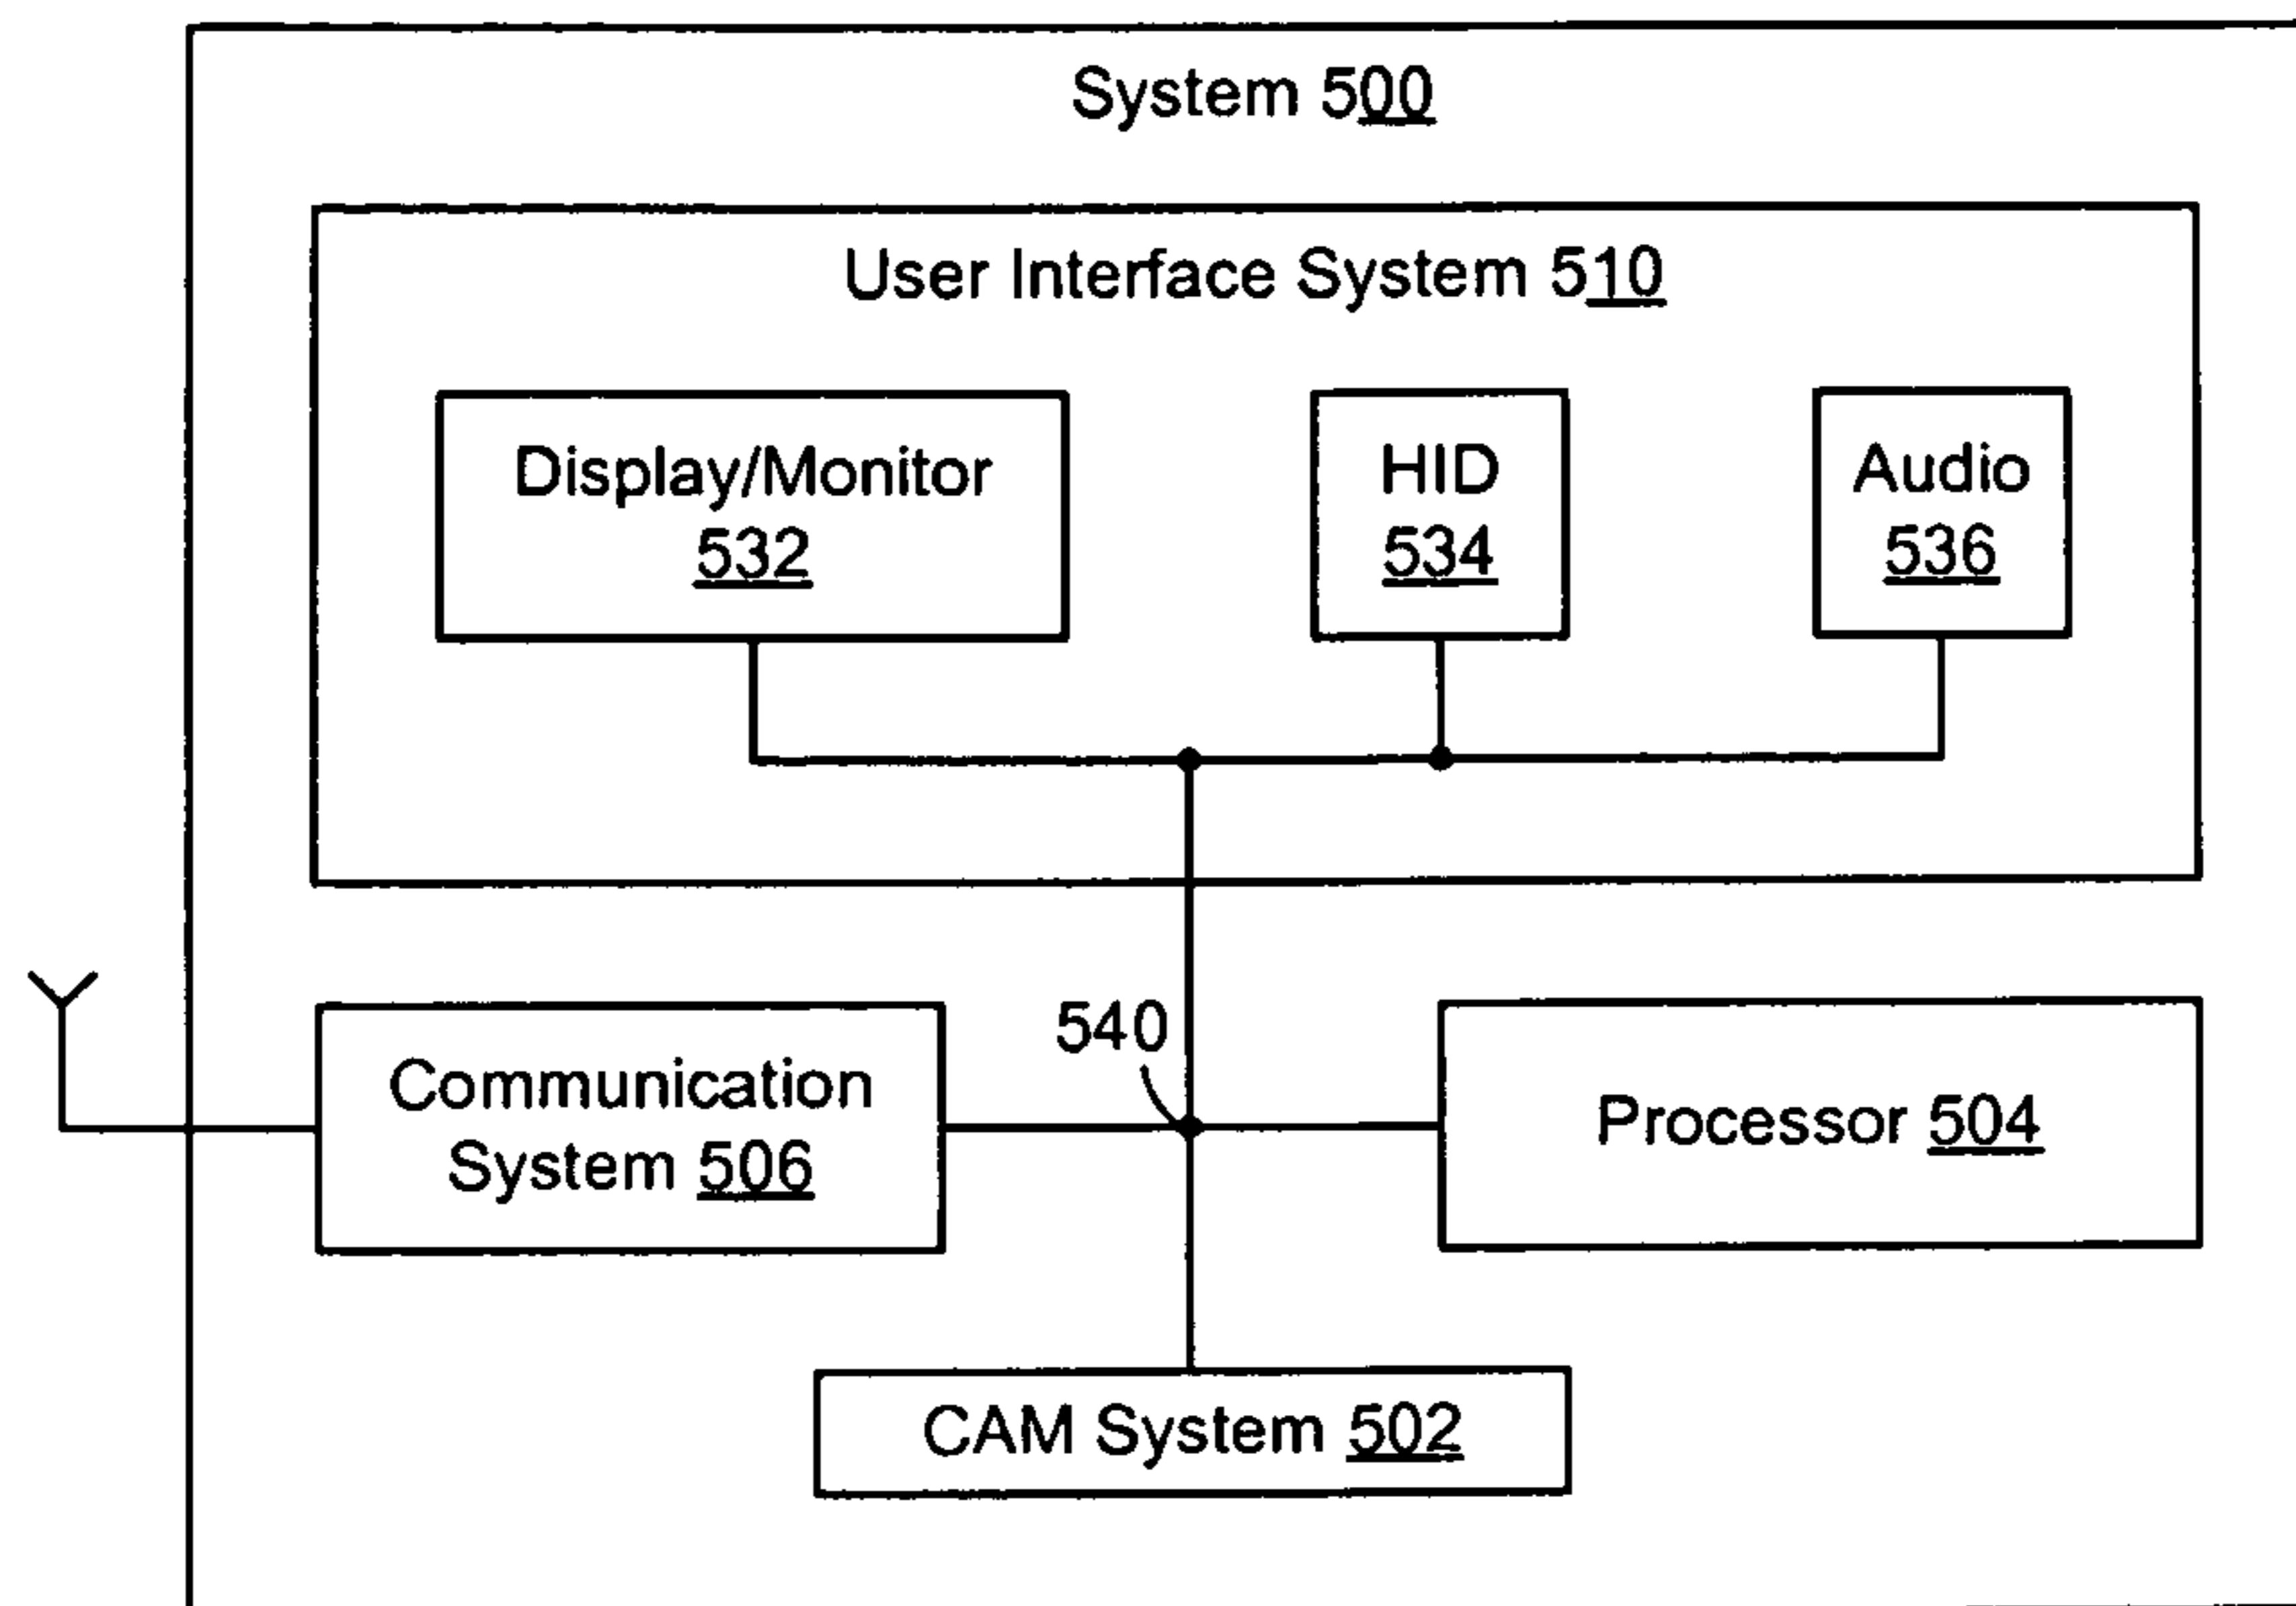 System 500
User Interface System 510
Display/Monitor
532
HID
534
Audio
536
540
Communication
System 506
Processor 504
CAM System 502